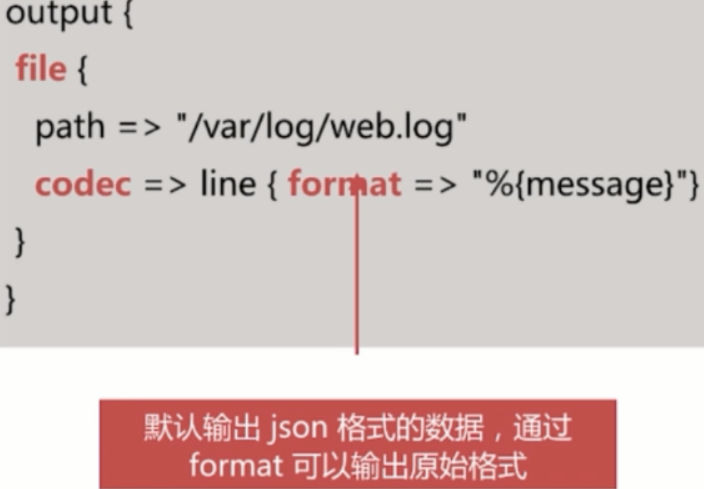 output {
file {
path => "/var/log/web.log"
codec => line { format => "%{message}"}
}
}
默认输出 json 格式的数据，通过
format 可以输出原始格式